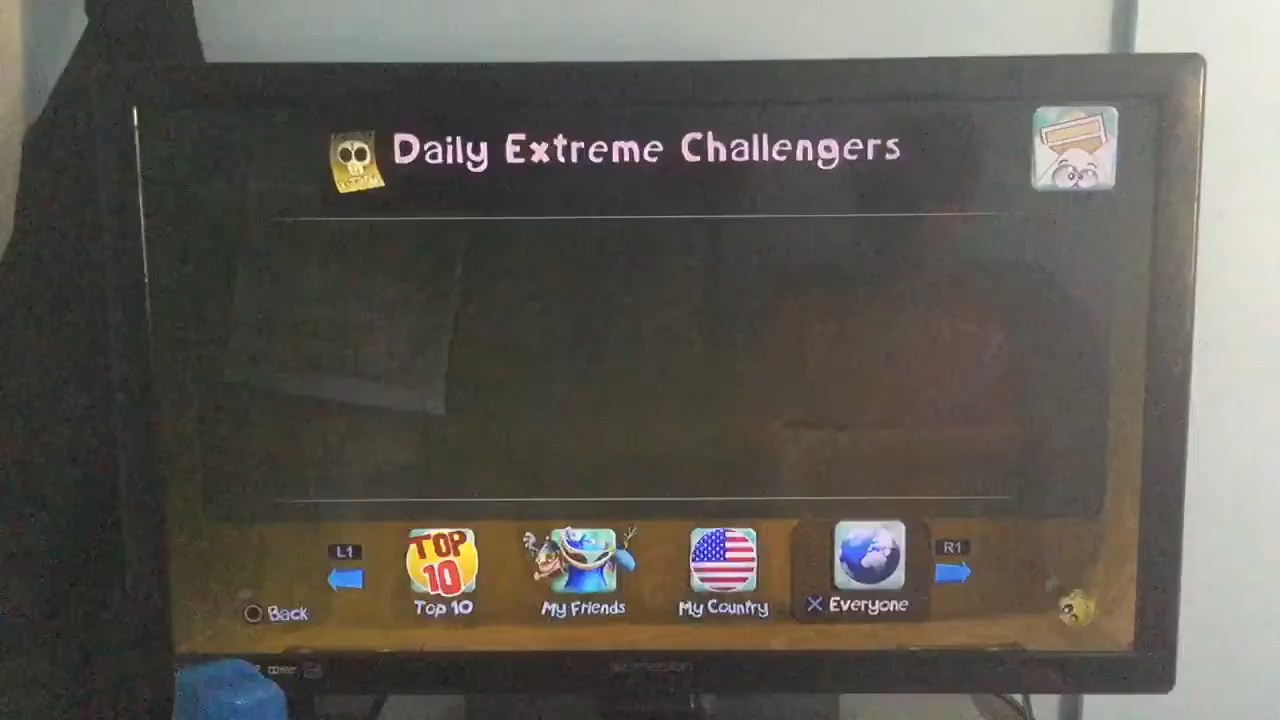 Daily Extreme Challengers
L1
R1
TOP
10
Top 10
My Friends
My Country
Everyone
Back